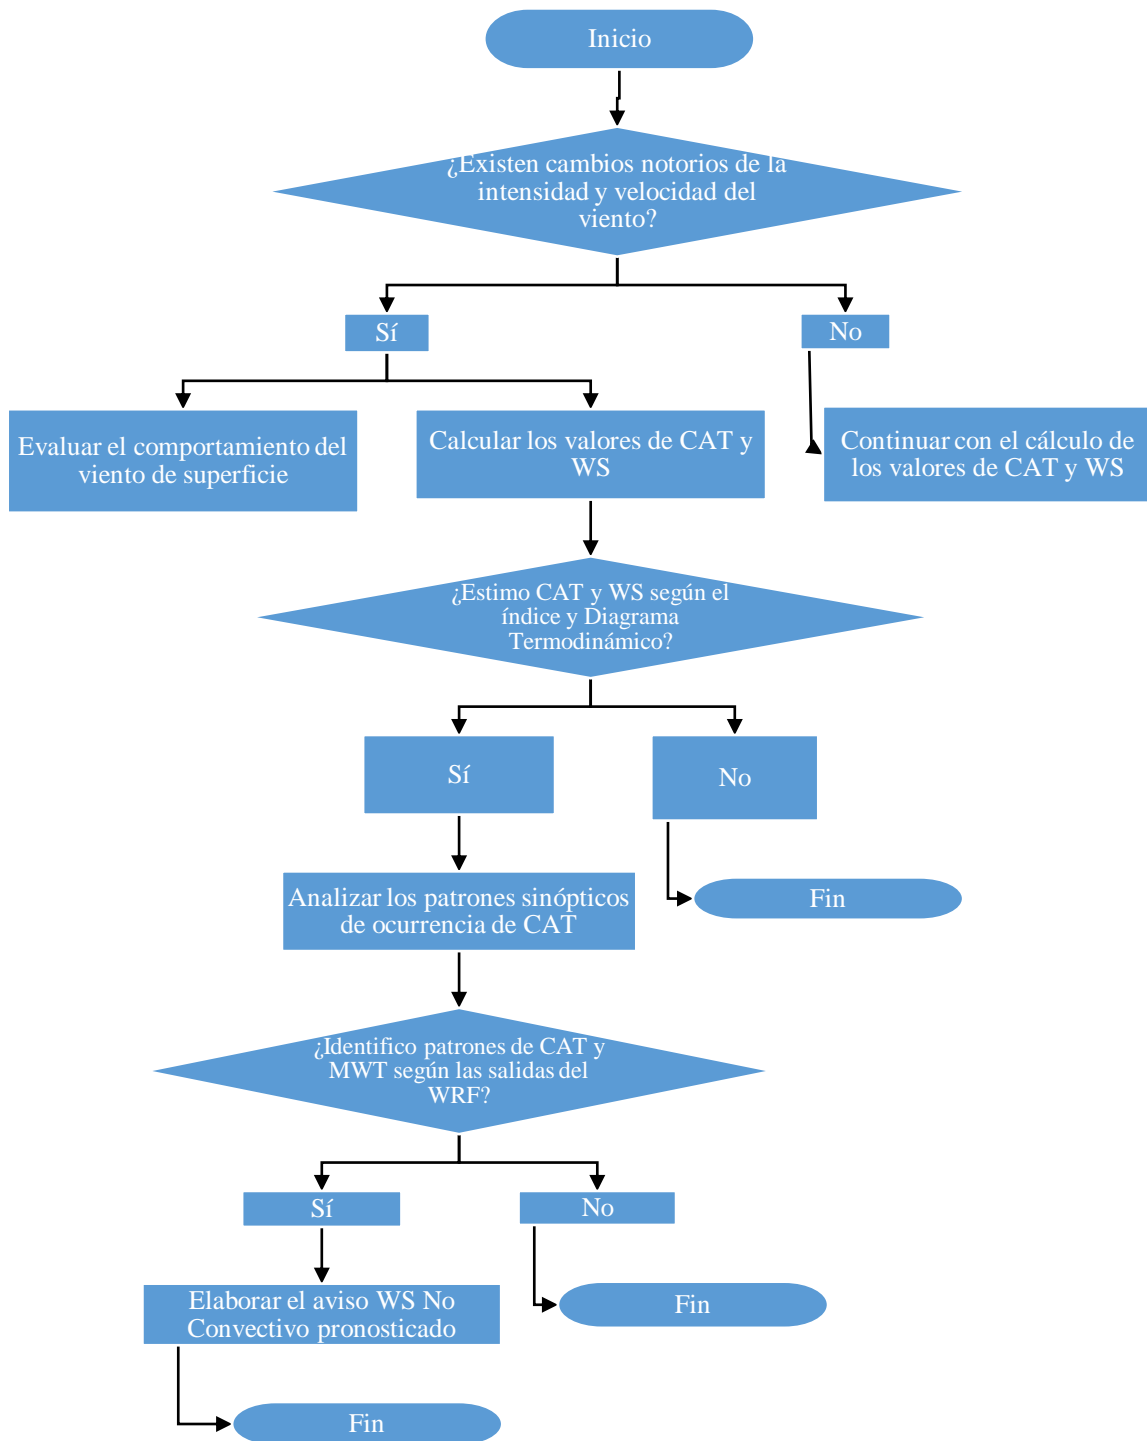 Inicio
¿Existen cambios notorios de la
intensidad y velocidad del
viento?
Sí
No
Evaluar el comportamiento del
viento de superficie
Calcular los valores de CAT y
WS
Continuar con el cálculo de
los valores de CAT y WS
¿Estimo CAT y WS según el
índice y Diagrama
Termodinámico?
Sí
No
Analizar los patrones sinópticos
de ocurrencia de CAT
Fin
¿Identifico patrones de CAT y
MWT según las salidas del
WRF?
Sí
No
Elaborar el aviso WS No
Convectivo pronosticado
Fin
Fin